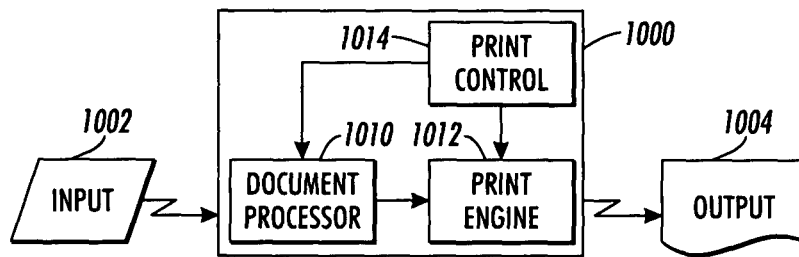 1014
PRINT
CONTROL
1000
1002
INPUT
1010
DOCUMENT
PROCESSOR
1012
PRINT
ENGINE
1004
OUTPUT